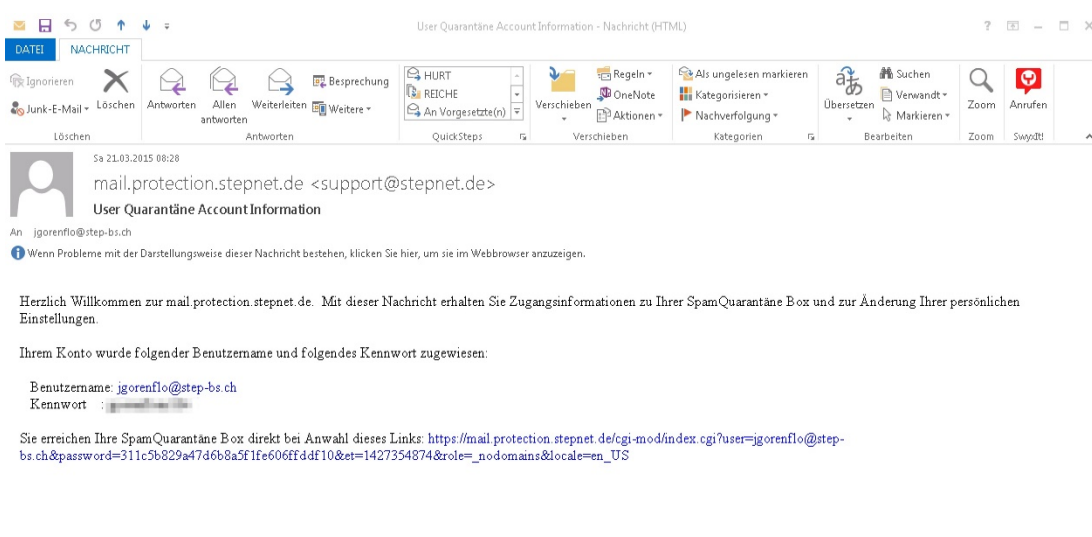 User Quarantäne Account Information - Nachricht (HTML)
DATEI NACHRICHT
Ignorieren
Junk-E-Mail
Löschen
Antworten
Allen antworten
Weiterleiten
Besprechung
Weitere
HURT
REICHE
An Vorgesetzte(n)
Verschieben
Regeln
OneNote
Aktionen
Als ungelesen markieren
Kategorisieren
Nachverfolgung
Übersetzen
Suchen
Verwandt
Markieren
Zoom
Anrufen
Löschen Antworten QuickSteps Verschieben Kategorien Bearbeiten Zoom SwyxIt!
Sa 21.03.2015 08:28
mail.protection.stepnet.de <support@stepnet.de>
User Quarantäne Account Information
An jgorenflo@step-bs.ch
Wenn Probleme mit der Darstellungsweise dieser Nachricht bestehen, klicken Sie hier, um sie im Webbrowser anzuzeigen.
Herzlich Willkommen zur mail.protection.stepnet.de. Mit dieser Nachricht erhalten Sie Zugangsinformationen zu Ihrer SpamQuarantäne Box und zur Änderung Ihrer persönlichen
Einstellungen.
Ihrem Konto wurde folgender Benutzername und folgendes Kennwort zugewiesen:
Benutzername: jgorenflo@step-bs.ch
Kennwort :
Sie erreichen Ihre SpamQuarantäne Box direkt bei Anwahl dieses Links: https://mail.protection.stepnet.de/cgi-mod/index.cgi?user=jgorenflo@step-
bs.ch&password=311c5b829a47d6b8a5f1fe606ffddf10&et=1427354874&role=_nodomains&locale=en_US